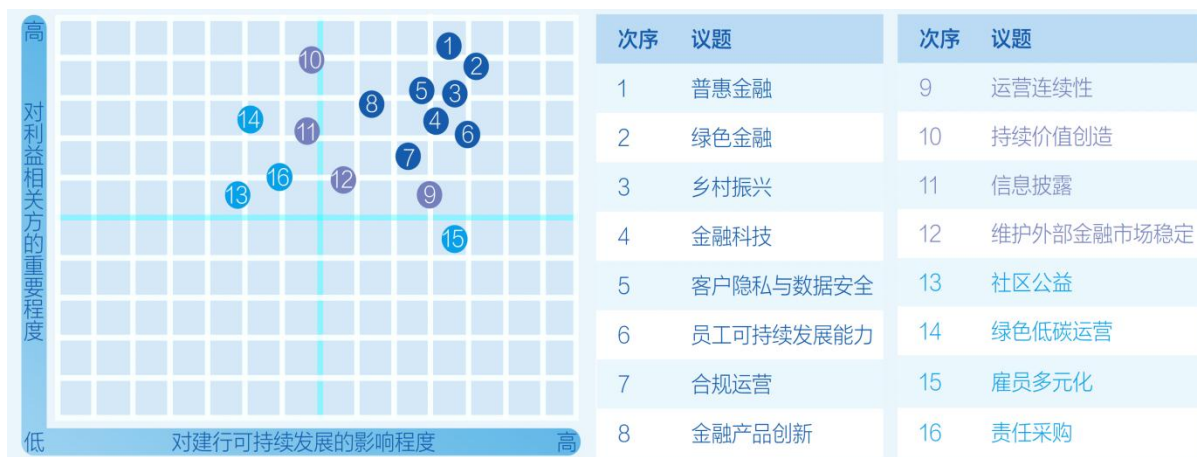 高
对利益相关方的重要程度
低
对建行可持续发展的影响程度
高
10
1
2
5
3
8
14
4
11
6
7
16
12
13
9
15
次序 议题
1 普惠金融
2 绿色金融
3 乡村振兴
4 金融科技
5 客户隐私与数据安全
6 员工可持续发展能力
7 合规运营
8 金融产品创新
次序 议题
9 运营连续性
10 持续价值创造
11 信息披露
12 维护外部金融市场稳定
13 社区公益
14 绿色低碳运营
15 雇员多元化
16 责任采购